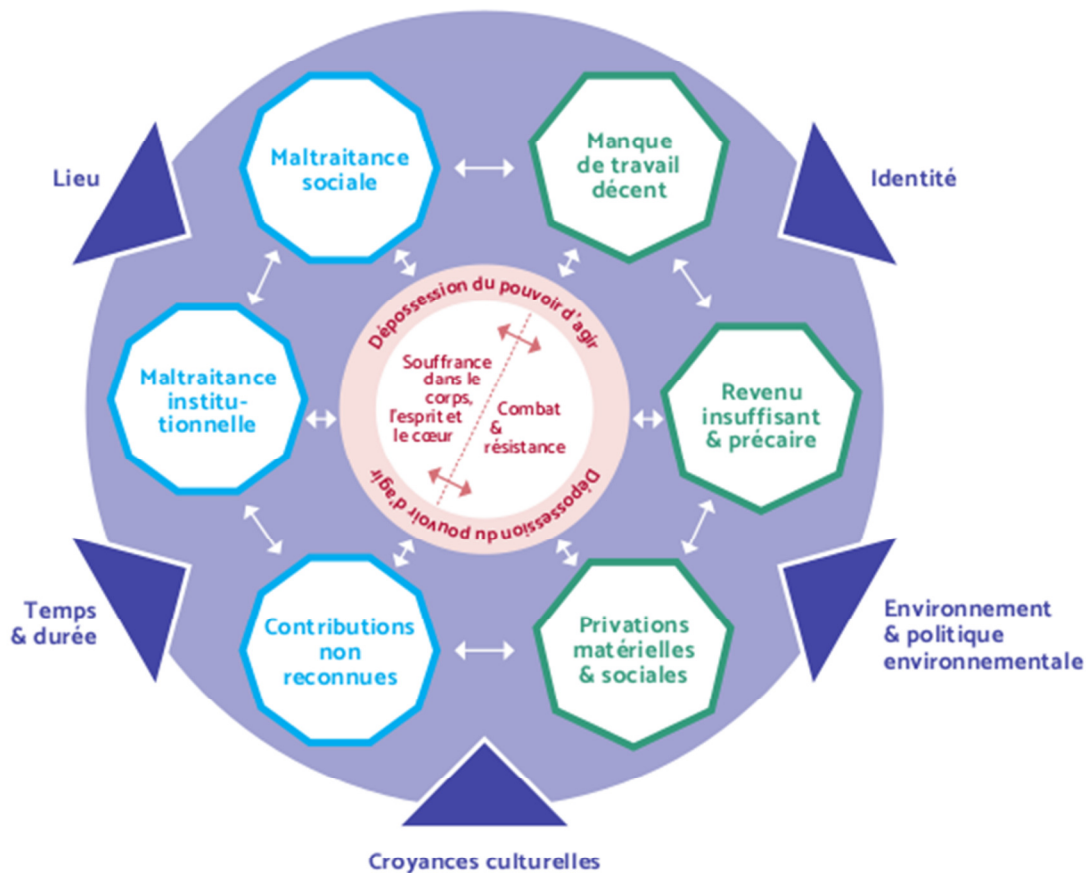 Lieu
Identité
Maltraitance
sociale
Manque
de travail
décent
Dépossession du pouvoir d'agir
Souffrance
dans le
corps,
l'esprit et
le cœur
Combat
&
résistance
Dépossession du pouvoir d'agir
Maltraitance
institu-
tionnelle
Revenu
insuffisant
& précaire
Temps
& durée
Contributions
non
reconnues
Privations
matérielles
& sociales
Environnement
& politique
environnementale
Croyances culturelles